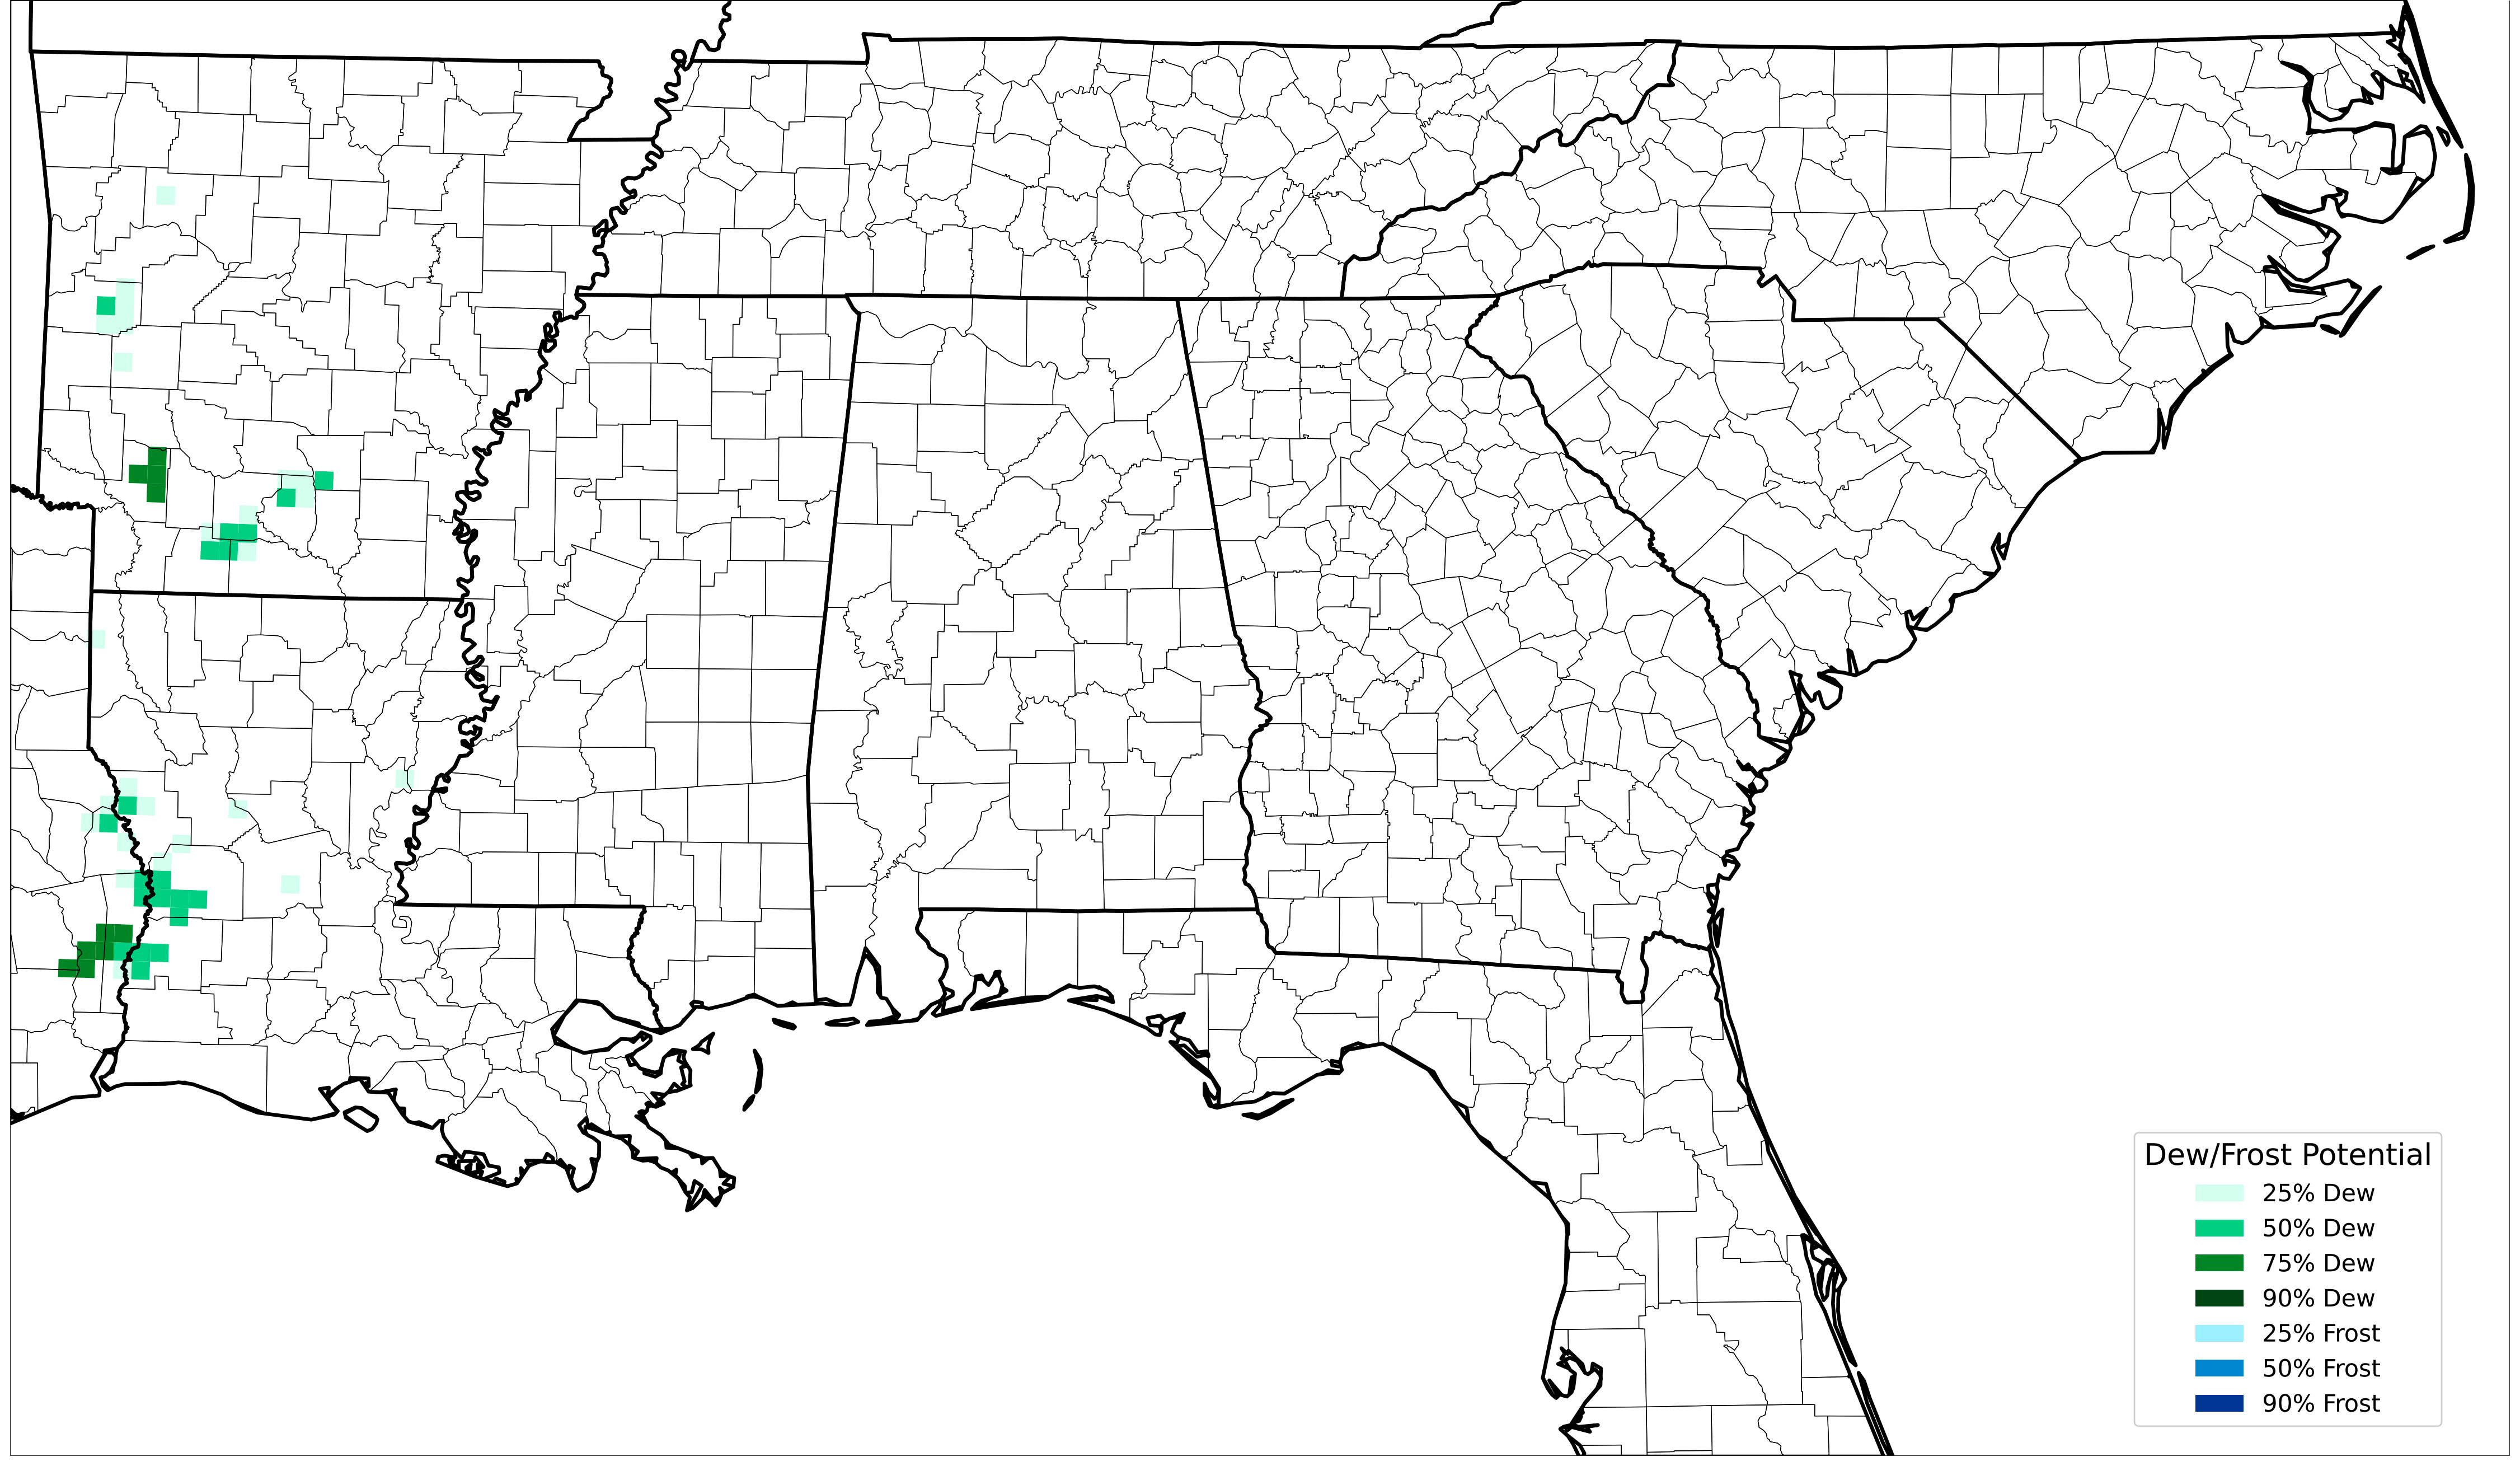 Dew/Frost Potential
25% Dew
50% Dew
75% Dew
90% Dew
25% Frost
50% Frost
90% Frost